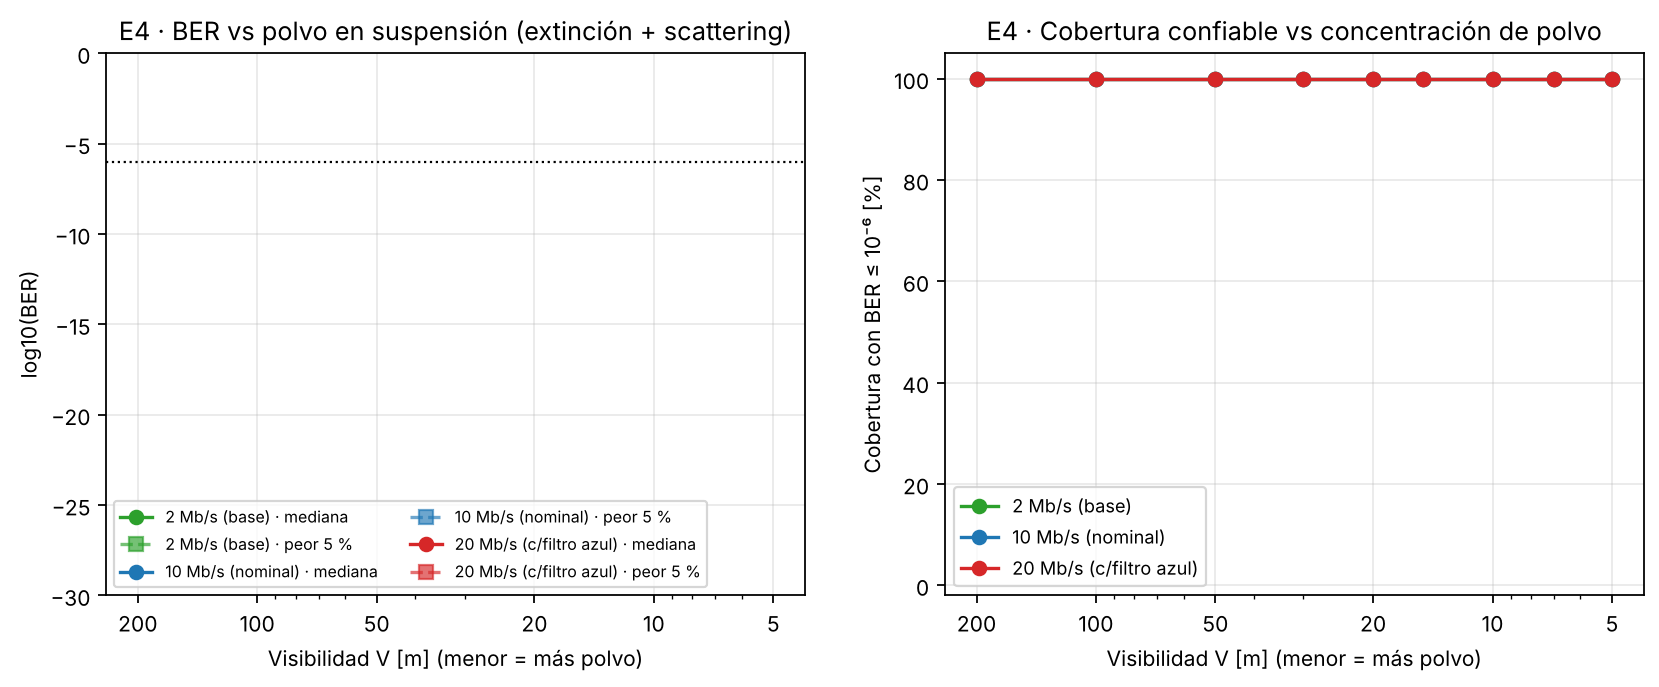 E4 · BER vs polvo en suspensión (extinción + scattering)
log10(BER)
0
−5
−10
−15
−20
−25
−30
2 Mb/s (base) · mediana
2 Mb/s (base) · peor 5 %
10 Mb/s (nominal) · mediana
10 Mb/s (nominal) · peor 5 %
20 Mb/s (c/filtro azul) · mediana
20 Mb/s (c/filtro azul) · peor 5 %
200 100 50 20 10 5
Visibilidad V [m] (menor = más polvo)
E4 · Cobertura confiable vs concentración de polvo
Cobertura con BER ≤ 10⁻⁶ [%]
100
80
60
40
20
0
2 Mb/s (base)
10 Mb/s (nominal)
20 Mb/s (c/filtro azul)
200 100 50 20 10 5
Visibilidad V [m] (menor = más polvo)